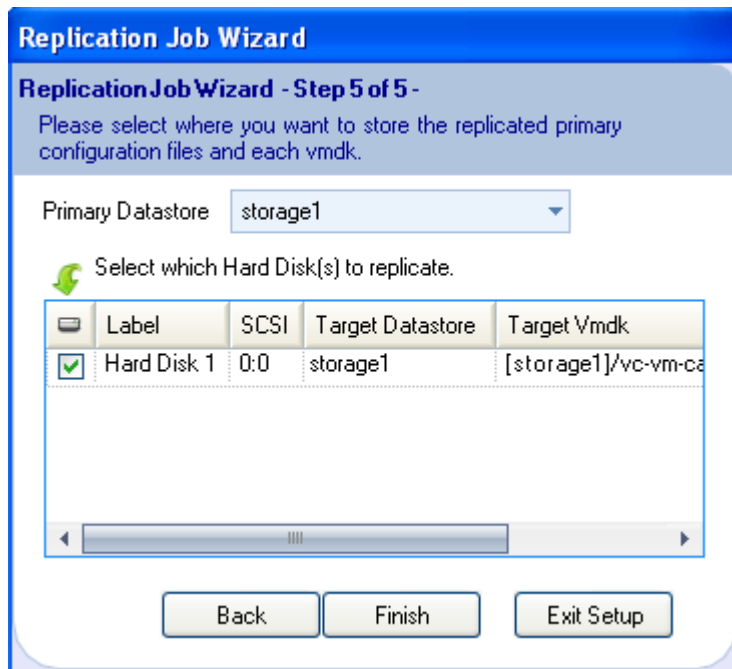 Replication Job Wizard
Replication Job Wizard - Step 5 of 5 -
Please select where you want to store the replicated primary
configuration files and each vmdk.
Primary Datastore storage1
Select which Hard Disk(s) to replicate.
Label SCSI Target Datastore Target Vmdk
Hard Disk 1 0:0 storage1 [storage1]/vc-vm-ca
Back Finish Exit Setup